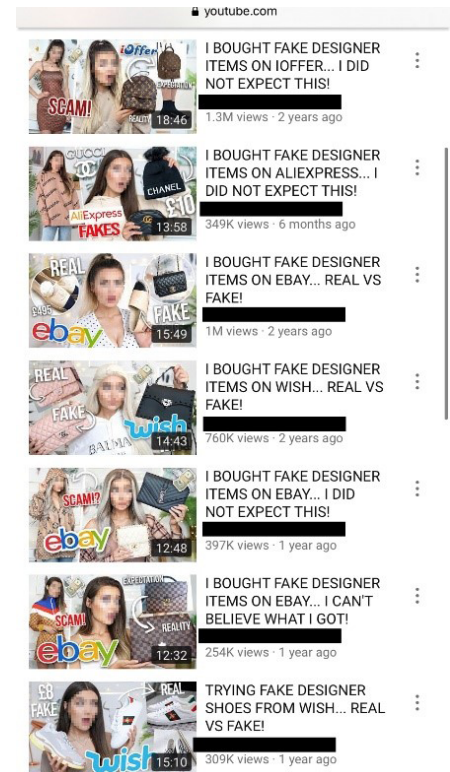 youtube.com
iOffer
EXPECTATION
SCAM!
REALITY
18:46
I BOUGHT FAKE DESIGNER
ITEMS ON IOFFER... I DID
NOT EXPECT THIS!
1.3M views · 2 years ago
GUCCI
CHANEL
£10
AliExpress
FAKES
13:58
I BOUGHT FAKE DESIGNER
ITEMS ON ALIEXPRESS... I
DID NOT EXPECT THIS!
349K views · 6 months ago
REAL
£495
FAKE
ebay
15:49
I BOUGHT FAKE DESIGNER
ITEMS ON EBAY... REAL VS
FAKE!
1M views · 2 years ago
REAL
FAKE
wish
14:43
I BOUGHT FAKE DESIGNER
ITEMS ON WISH... REAL VS
FAKE!
760K views · 2 years ago
SCAM!?
ebay
12:48
I BOUGHT FAKE DESIGNER
ITEMS ON EBAY... I DID
NOT EXPECT THIS!
397K views · 1 year ago
EXPECTATION
SCAM!
REALITY
ebay
12:32
I BOUGHT FAKE DESIGNER
ITEMS ON EBAY... I CAN'T
BELIEVE WHAT I GOT!
254K views · 1 year ago
£8
FAKE
REAL
wish
15:10
TRYING FAKE DESIGNER
SHOES FROM WISH... REAL
VS FAKE!
309K views · 1 year ago